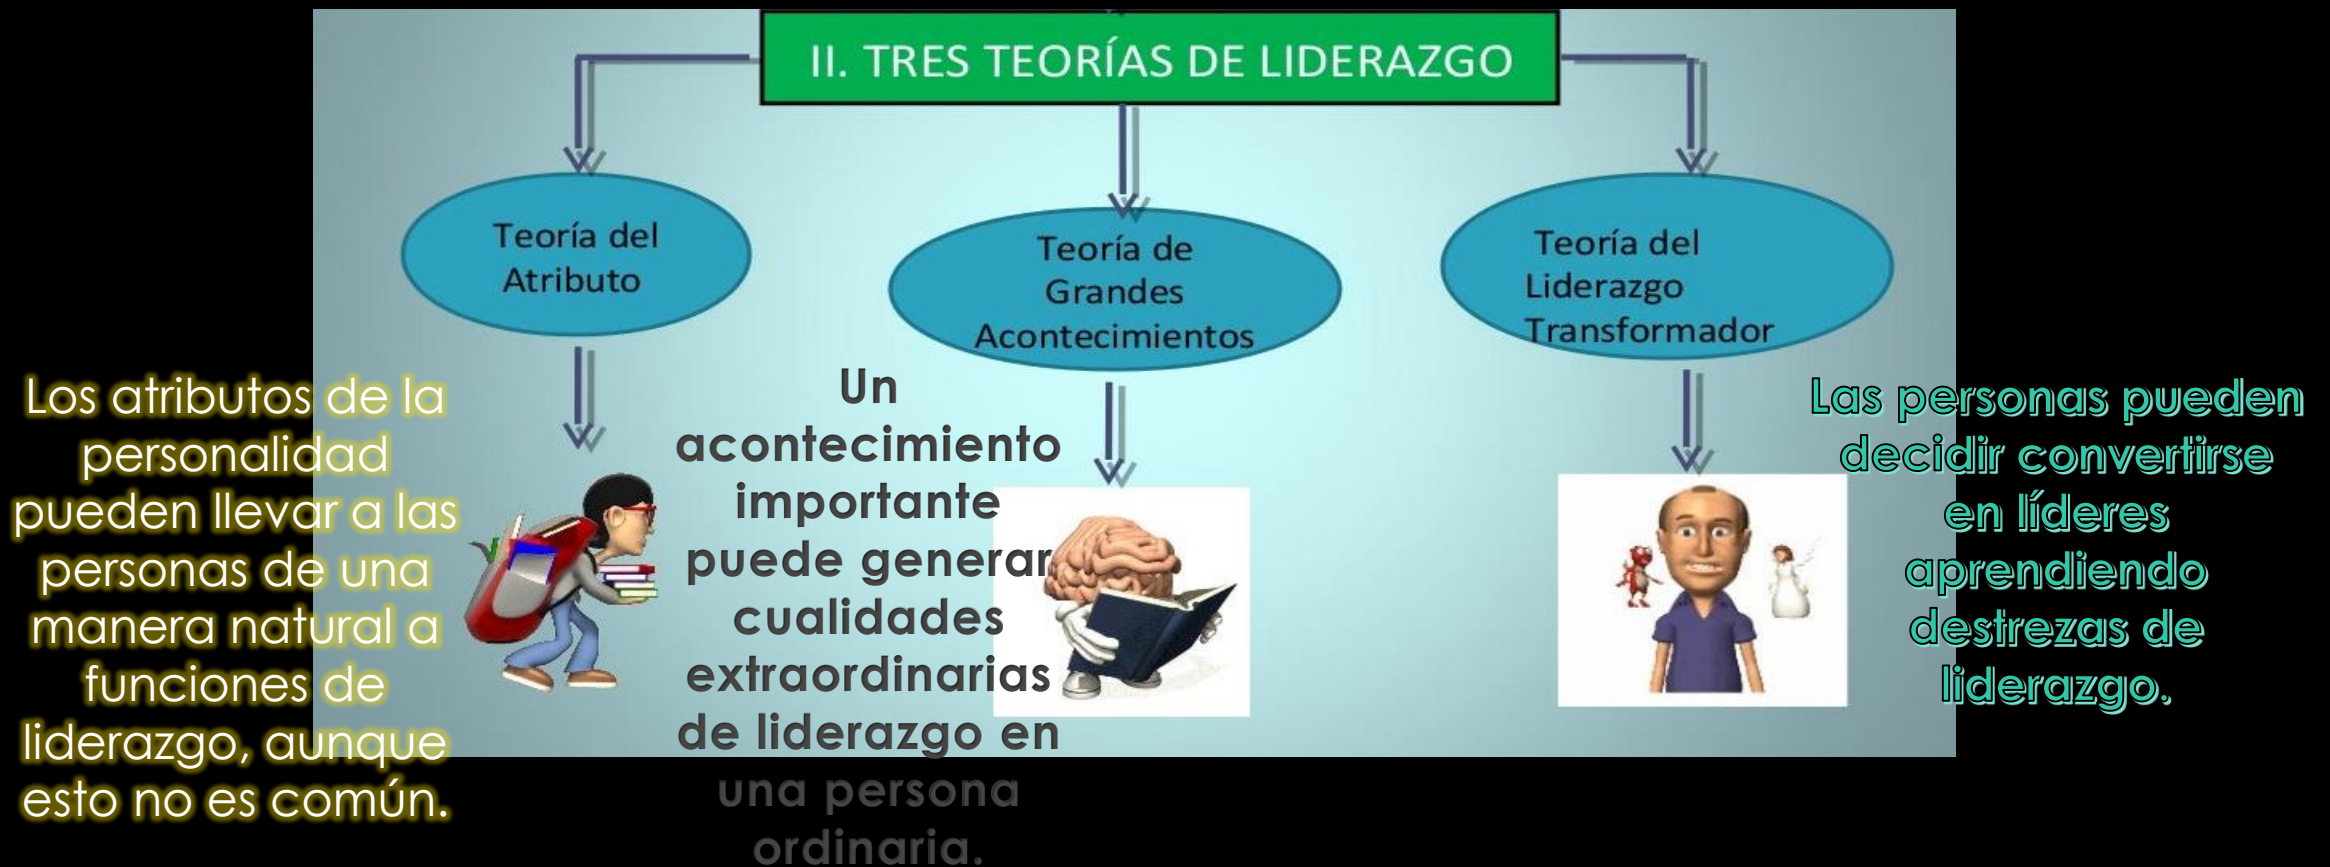 II. TRES TEORÍAS DE LIDERAZGO
Teoría del
Atributo
Teoría de
Grandes
Acontecimientos
Teoría del
Liderazgo
Transformador
Los atributos de la
personalidad
pueden llevar a las
personas de una
manera natural a
funciones de
liderazgo, aunque
esto no es común.
Un
acontecimiento
importante
puede generar
cualidades
extraordinarias
de liderazgo en
una persona
ordinaria.
Las personas pueden
decidir convertirse
en líderes
aprendiendo
destrezas de
liderazgo.